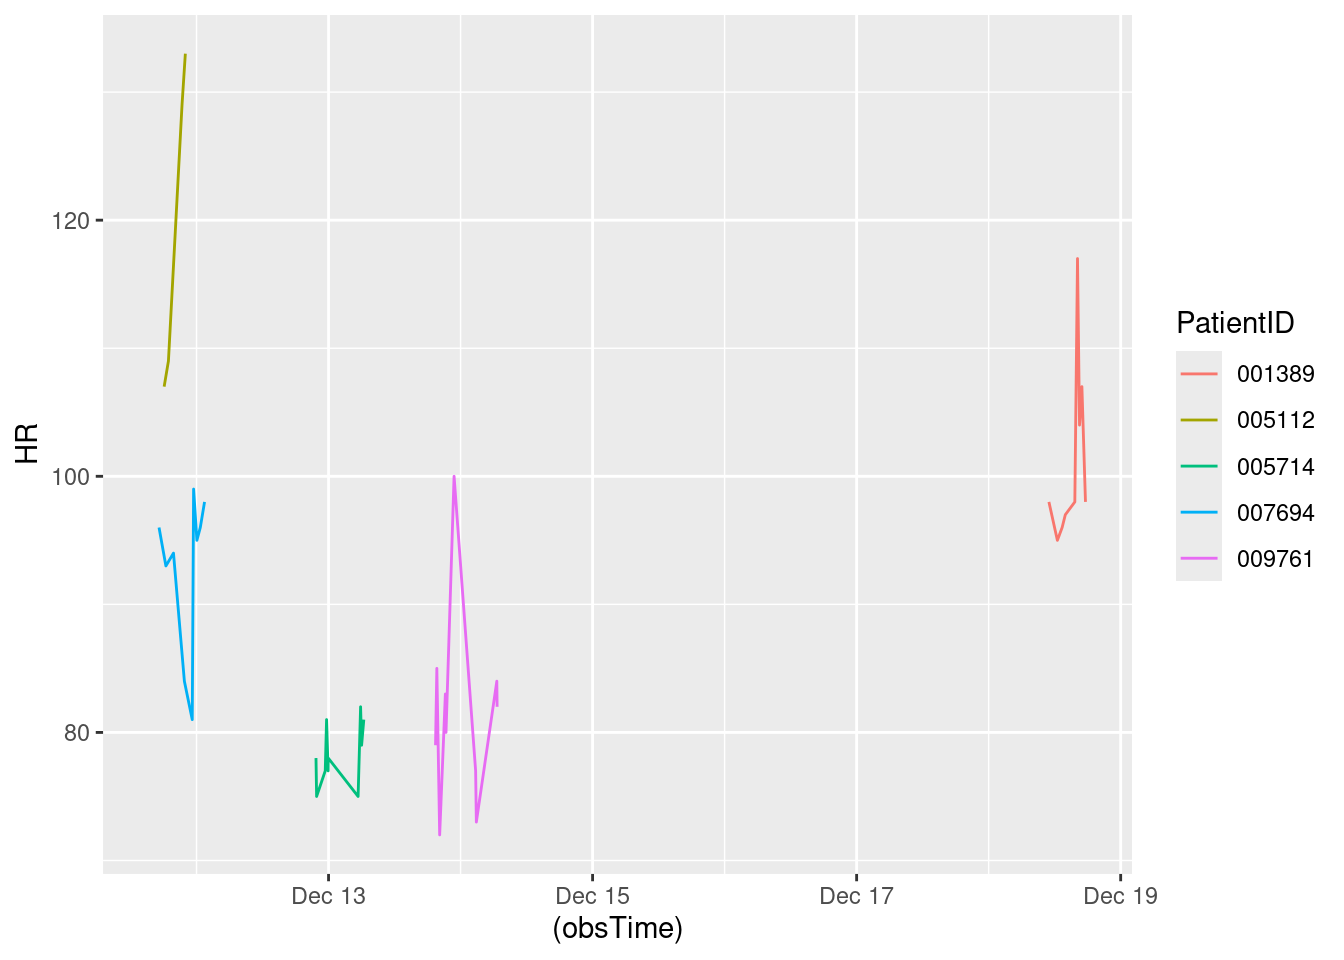 120
100
80
HR
Dec 13
Dec 15
Dec 17
Dec 19
(obsTime)
PatientID
001389
005112
005714
007694
009761